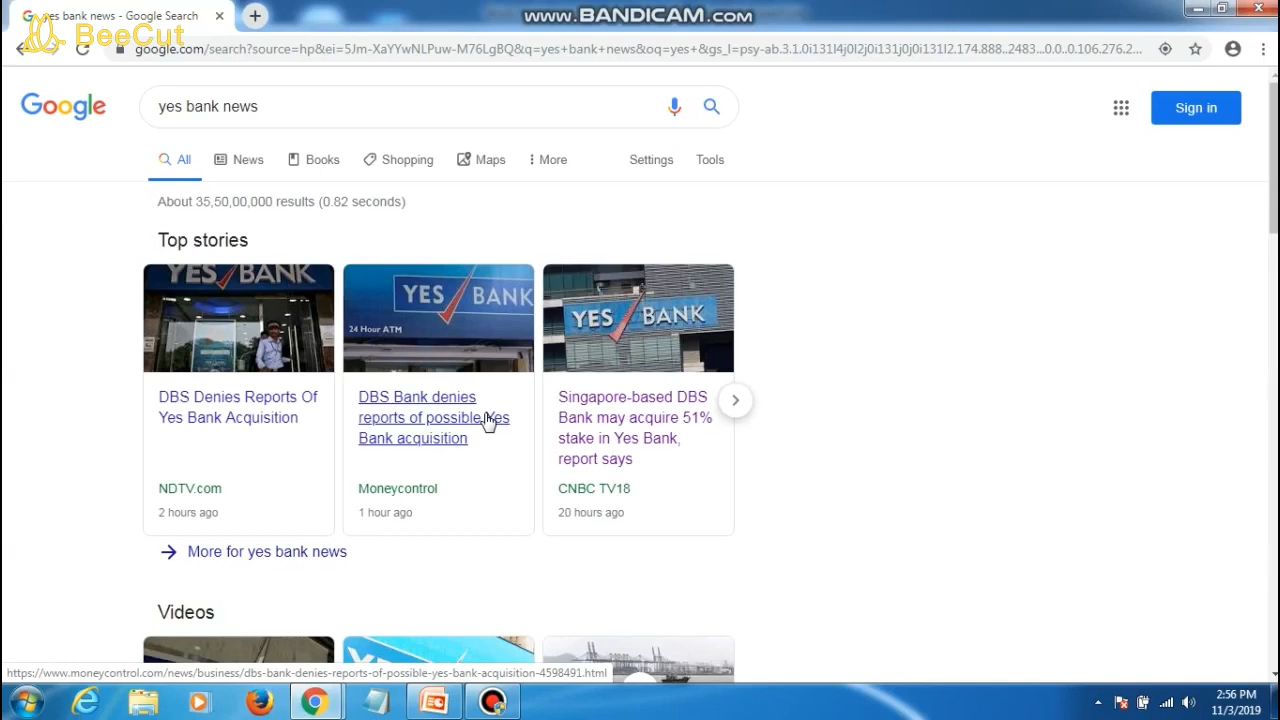 yes bank news - Google Search
www.BANDICAM.com
BeeCut
google.com/search?source=hp&ei=5Jm-XaYYwNLPuw-M76LgBQ&q=yes+bank+news&oq=yes+&gs_l=psy-ab.3.1.0i131l4j0l2j0i131j0j0i131l2.174.888..2483...0.0..0.106.276.2...
Google
yes bank news
Sign in
All
News
Books
Shopping
Maps
More
Settings
Tools
About 35,50,00,000 results (0.82 seconds)
Top stories
YES BANK
YES BANK
24 Hour ATM
YES BANK
DBS Denies Reports Of
Yes Bank Acquisition
NDTV.com
2 hours ago
DBS Bank denies
reports of possible Yes
Bank acquisition
Moneycontrol
1 hour ago
Singapore-based DBS
Bank may acquire 51%
stake in Yes Bank,
report says
CNBC TV18
20 hours ago
More for yes bank news
Videos
https://www.moneycontrol.com/news/business/dbs-bank-denies-reports-of-possible-yes-bank-acquisition-4598491.html
2:56 PM
11/3/2019